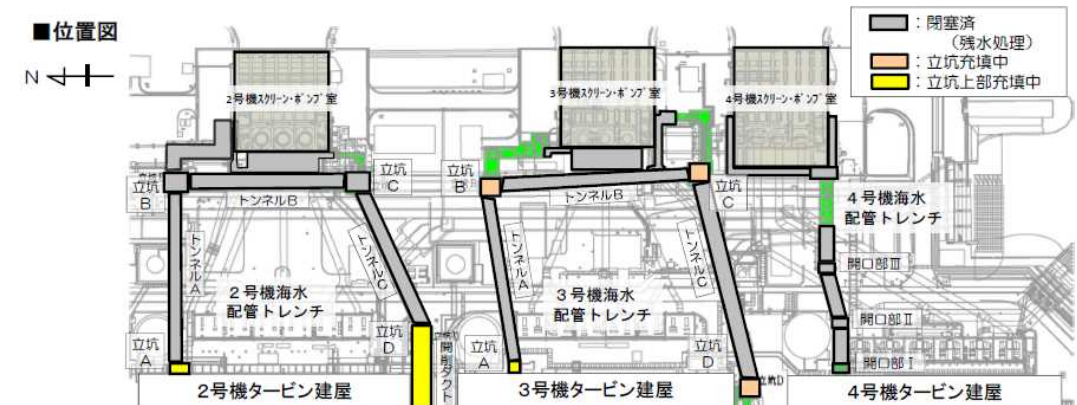 ■位置図
N
：閉塞済
（残水処理）
：立坑充填中
：立坑上部充填中
2号機スクリーン・ポンプ室
3号機スクリーン・ポンプ室
4号機スクリーン・ポンプ室
立坑
B
トンネルB
立坑
C
立坑
B
トンネルB
立坑
C
トンネルA
2号機海水
配管トレンチ
トンネルC
トンネルA
3号機海水
配管トレンチ
トンネルC
4号機海水
配管トレンチ
開口部Ⅲ
開口部Ⅱ
開口部Ⅰ
立坑
A
立坑
D
開削ダクト
立坑
A
立坑
D
立坑D
2号機タービン建屋
3号機タービン建屋
4号機タービン建屋